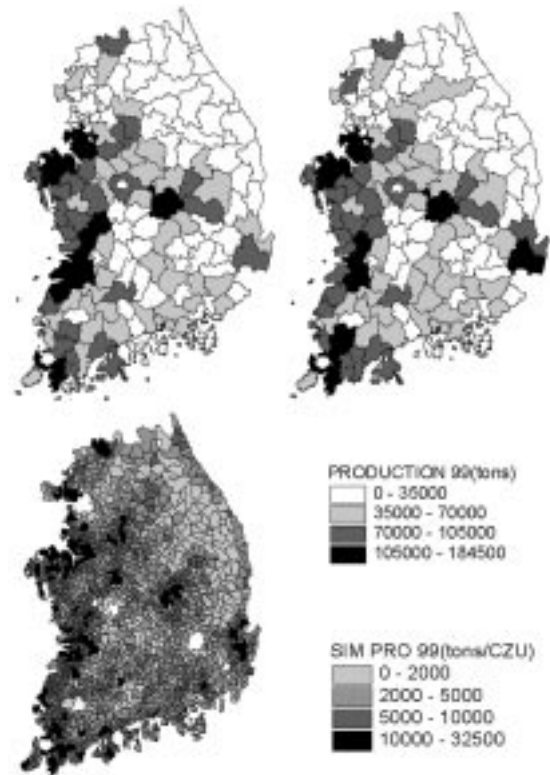 PRODUCTION 99(tons)
0 - 35000
35000 - 70000
70000 - 105000
105000 - 184500
SIM PRO 99(tons/CZU)
0 - 2000
2000 - 5000
5000 - 10000
10000 - 32500